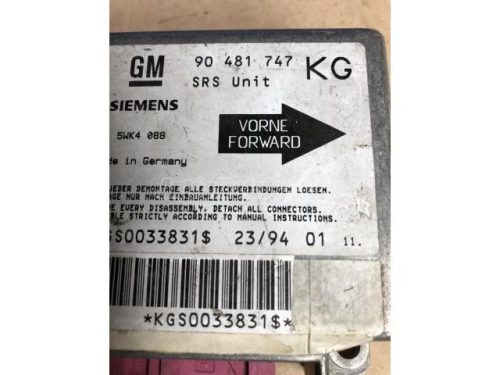 GM 90 481 747 KG
SRS Unit
SIEMENS
5WK4 088
VORNE
FORWARD
de in Germany
JEDER DEMONTAGE ALLE STECKVERBINDUNGEN LOESEN.
AGE NUR NACH EINBAUANLEITUNG.
E EVERY DISASSEMBLY. DETACH ALL CONNECTORS.
BLE STRICTLY ACCORDING TO MANUAL INSTRUCTIONS.
GS0033831$ 23/94 01 11.
*KGS0033831$*